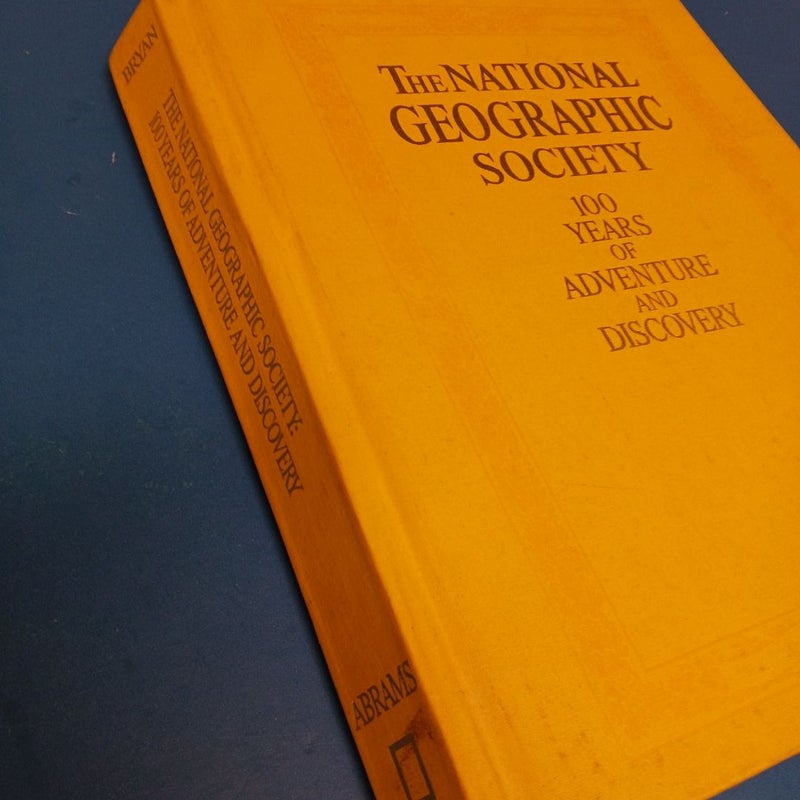 BRYAN
THE NATIONAL GEOGRAPHIC SOCIETY:
100 YEARS OF ADVENTURE AND DISCOVERY
ABRAMS
THE NATIONAL
GEOGRAPHIC
SOCIETY
100
YEARS
OF
ADVENTURE
AND
DISCOVERY